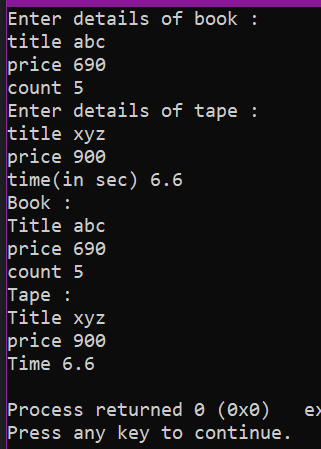 Enter details of book :
title abc
price 690
count 5
Enter details of tape :
title xyz
price 900
time(in sec) 6.6
Book :
Title abc
price 690
count 5
Tape :
Title xyz
price 900
Time 6.6
Process returned 0 (0x0)
Press any key to continue.